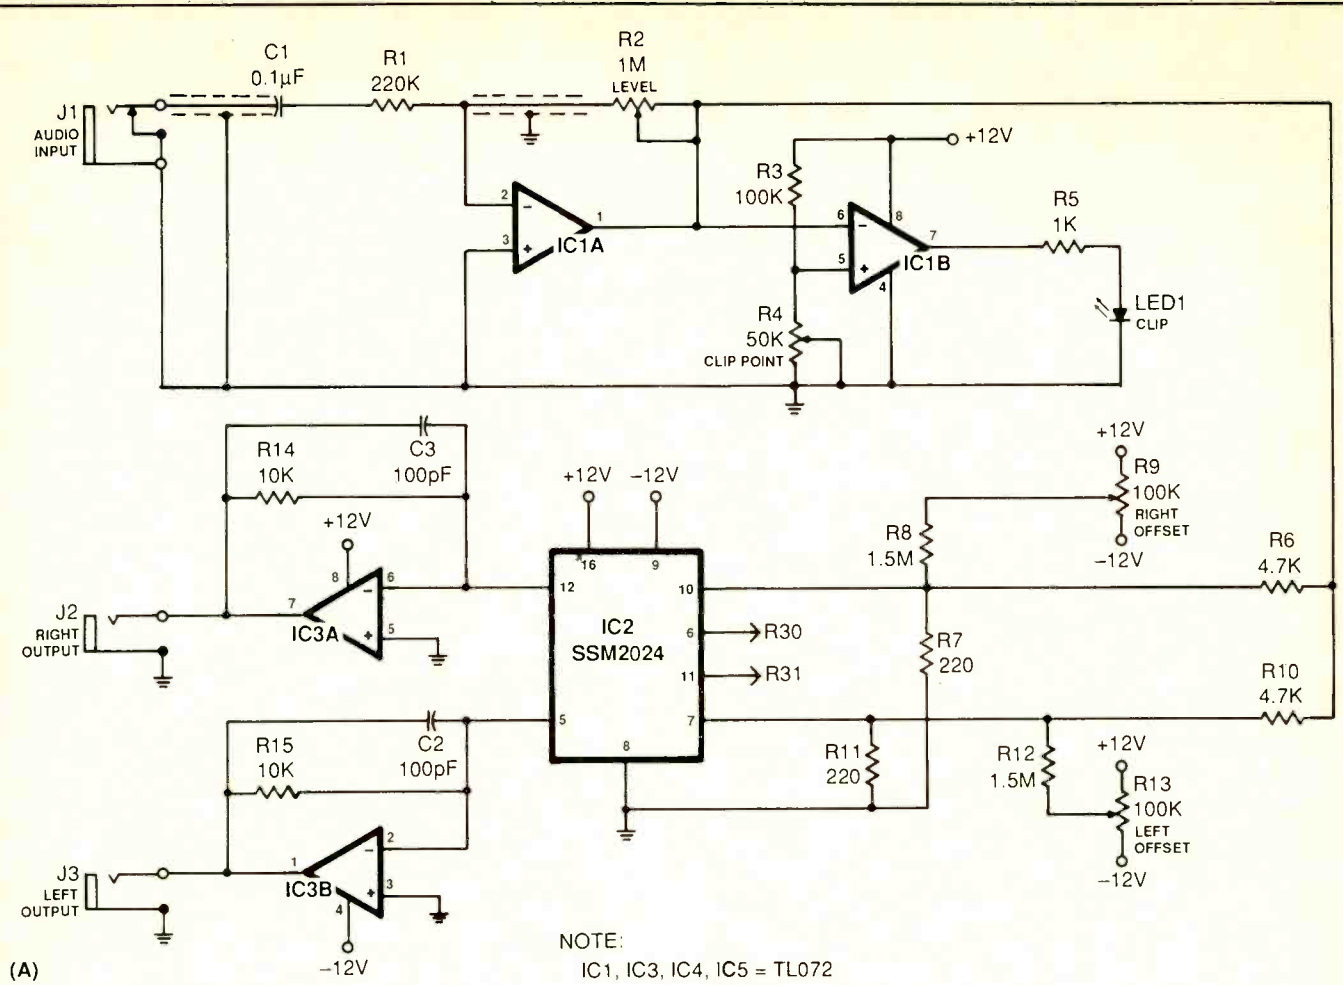 C1
0.1µF
R1
220K
R2
1M
LEVEL
J1
AUDIO
INPUT
+12V
R3
100K
R5
1K
2
−
3
+
1
IC1A
6
−
5
+
8
7
4
IC1B
R4
50K
CLIP POINT
LED1
CLIP
R14
10K
C3
100pF
+12V
8
6
−
7
5
+
IC3A
J2
RIGHT
OUTPUT
+12V
−12V
16
9
12
10
6
11
5
7
8
IC2
SSM2024
R30
R31
+12V
R9
100K
RIGHT
OFFSET
−12V
R8
1.5M
R6
4.7K
R7
220
R10
4.7K
R11
220
R12
1.5M
+12V
R13
100K
LEFT
OFFSET
−12V
R15
10K
C2
100pF
2
−
1
3
+
4
IC3B
−12V
J3
LEFT
OUTPUT
NOTE:
IC1, IC3, IC4, IC5 = TL072
(A)